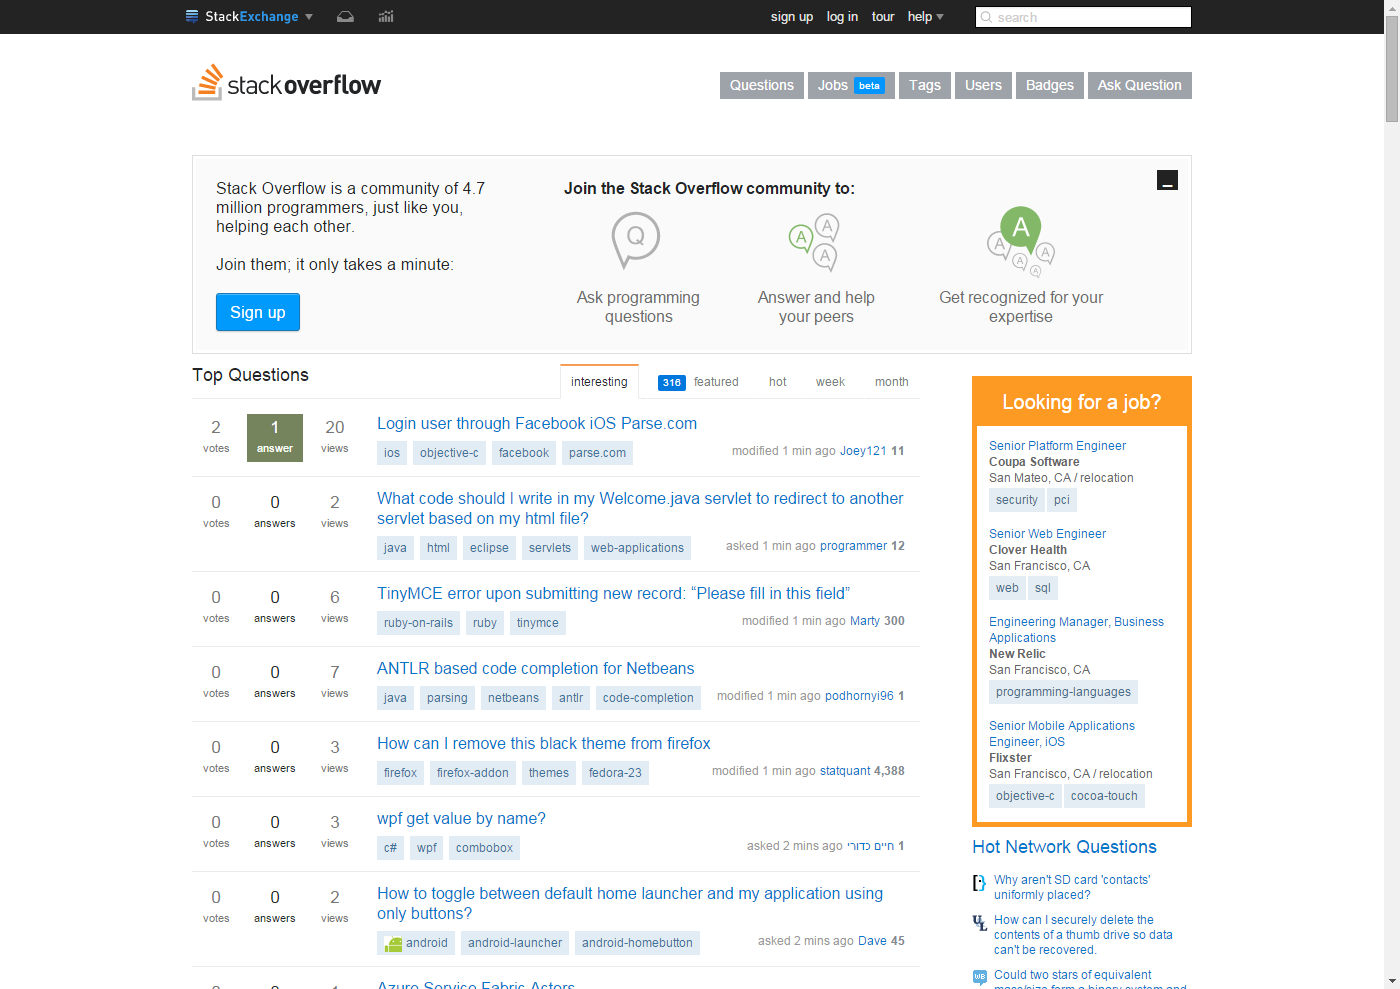 StackExchange
sign up log in tour help
search
stackoverflow
Questions Jobs beta Tags Users Badges Ask Question
Stack Overflow is a community of 4.7
million programmers, just like you,
helping each other.
Join them; it only takes a minute:
Sign up
Join the Stack Overflow community to:
Q
A A A
A A A A A
Ask programming
questions
Answer and help
your peers
Get recognized for your
expertise
Top Questions
interesting 316 featured hot week month
2 votes 1 answer 20 views
Login user through Facebook iOS Parse.com
ios objective-c facebook parse.com
modified 1 min ago Joey121 11
0 votes 0 answers 2 views
What code should I write in my Welcome.java servlet to redirect to another
servlet based on my html file?
java html eclipse servlets web-applications
asked 1 min ago programmer 12
0 votes 0 answers 6 views
TinyMCE error upon submitting new record: “Please fill in this field”
ruby-on-rails ruby tinymce
modified 1 min ago Marty 300
0 votes 0 answers 7 views
ANTLR based code completion for Netbeans
java parsing netbeans antlr code-completion
modified 1 min ago podhornyi96 1
0 votes 0 answers 3 views
How can I remove this black theme from firefox
firefox firefox-addon themes fedora-23
modified 1 min ago statquant 4,388
0 votes 0 answers 3 views
wpf get value by name?
c# wpf combobox
asked 2 mins ago חיים כדורי 1
0 votes 0 answers 2 views
How to toggle between default home launcher and my application using
only buttons?
android android-launcher android-homebutton
asked 2 mins ago Dave 45
Azure Service Fabric Actors
Looking for a job?
Senior Platform Engineer
Coupa Software
San Mateo, CA / relocation
security pci
Senior Web Engineer
Clover Health
San Francisco, CA
web sql
Engineering Manager, Business
Applications
New Relic
San Francisco, CA
programming-languages
Senior Mobile Applications
Engineer, iOS
Flixster
San Francisco, CA / relocation
objective-c cocoa-touch
Hot Network Questions
Why aren't SD card 'contacts'
uniformly placed?
UL
How can I securely delete the
contents of a thumb drive so data
can't be recovered.
WB
Could two stars of equivalent
mass/size form a binary system and